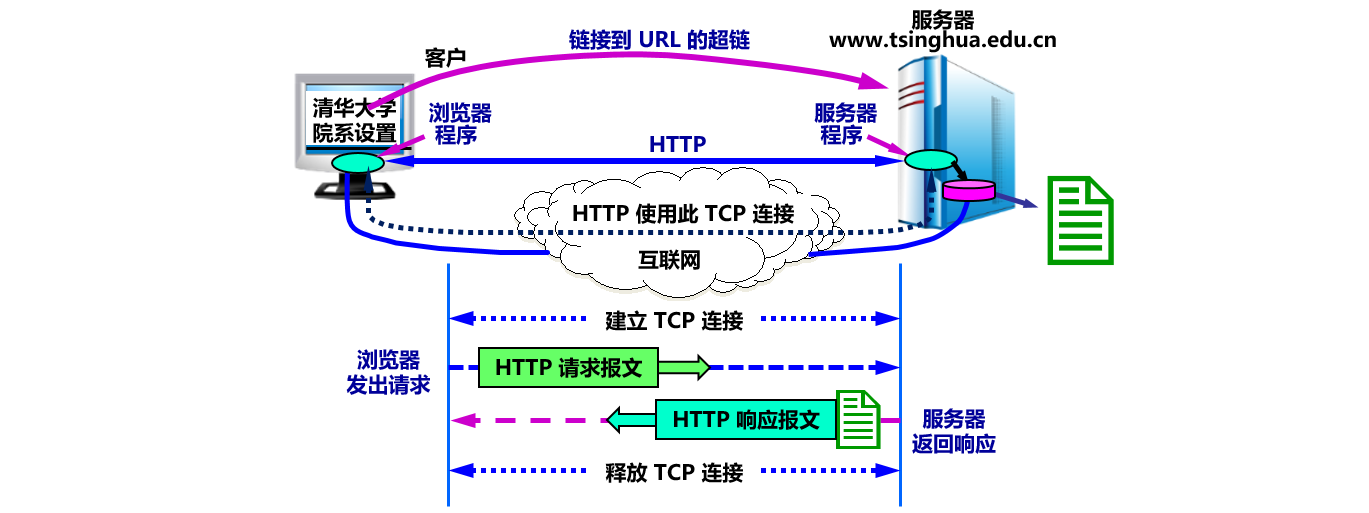 服务器
www.tsinghua.edu.cn
链接到 URL 的超链
客户
清华大学
院系设置
浏览器
程序
服务器
程序
HTTP
HTTP 使用此 TCP 连接
互联网
建立 TCP 连接
浏览器
发出请求
HTTP 请求报文
HTTP 响应报文
服务器
返回响应
释放 TCP 连接